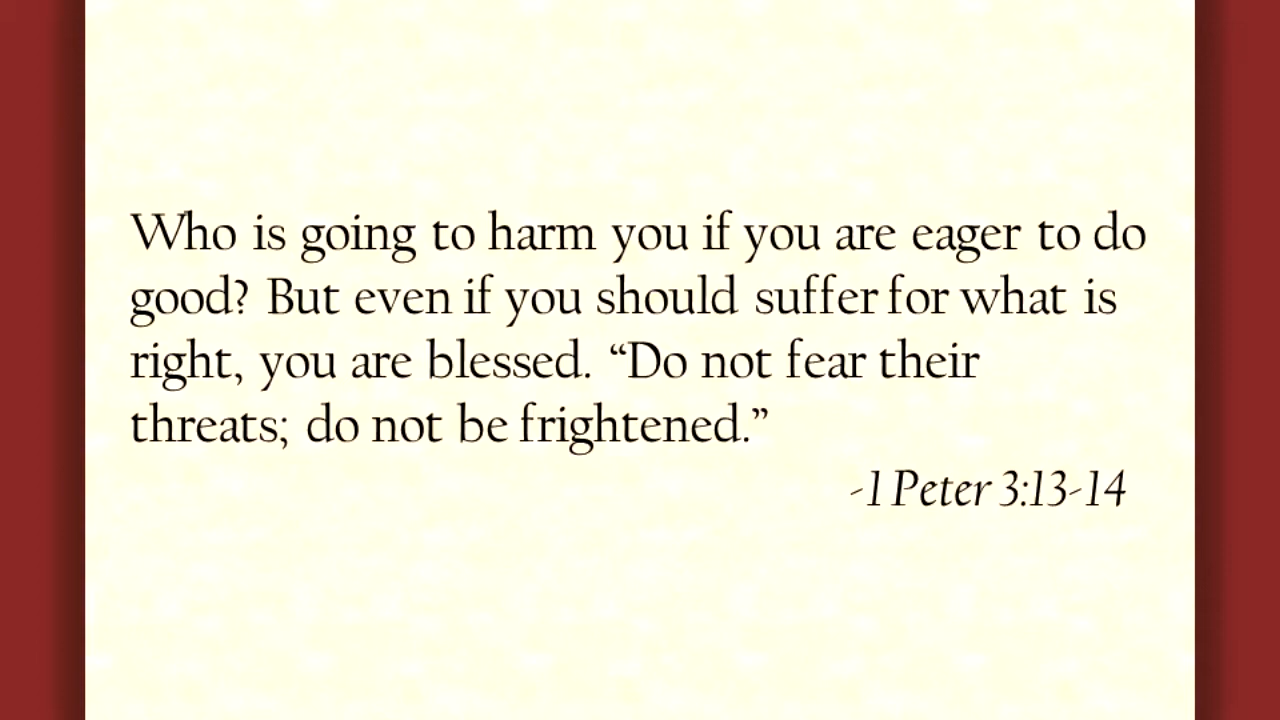 Who is going to harm you if you are eager to do
good? But even if you should suffer for what is
right, you are blessed. “Do not fear their
threats; do not be frightened.”
-1 Peter 3:13-14